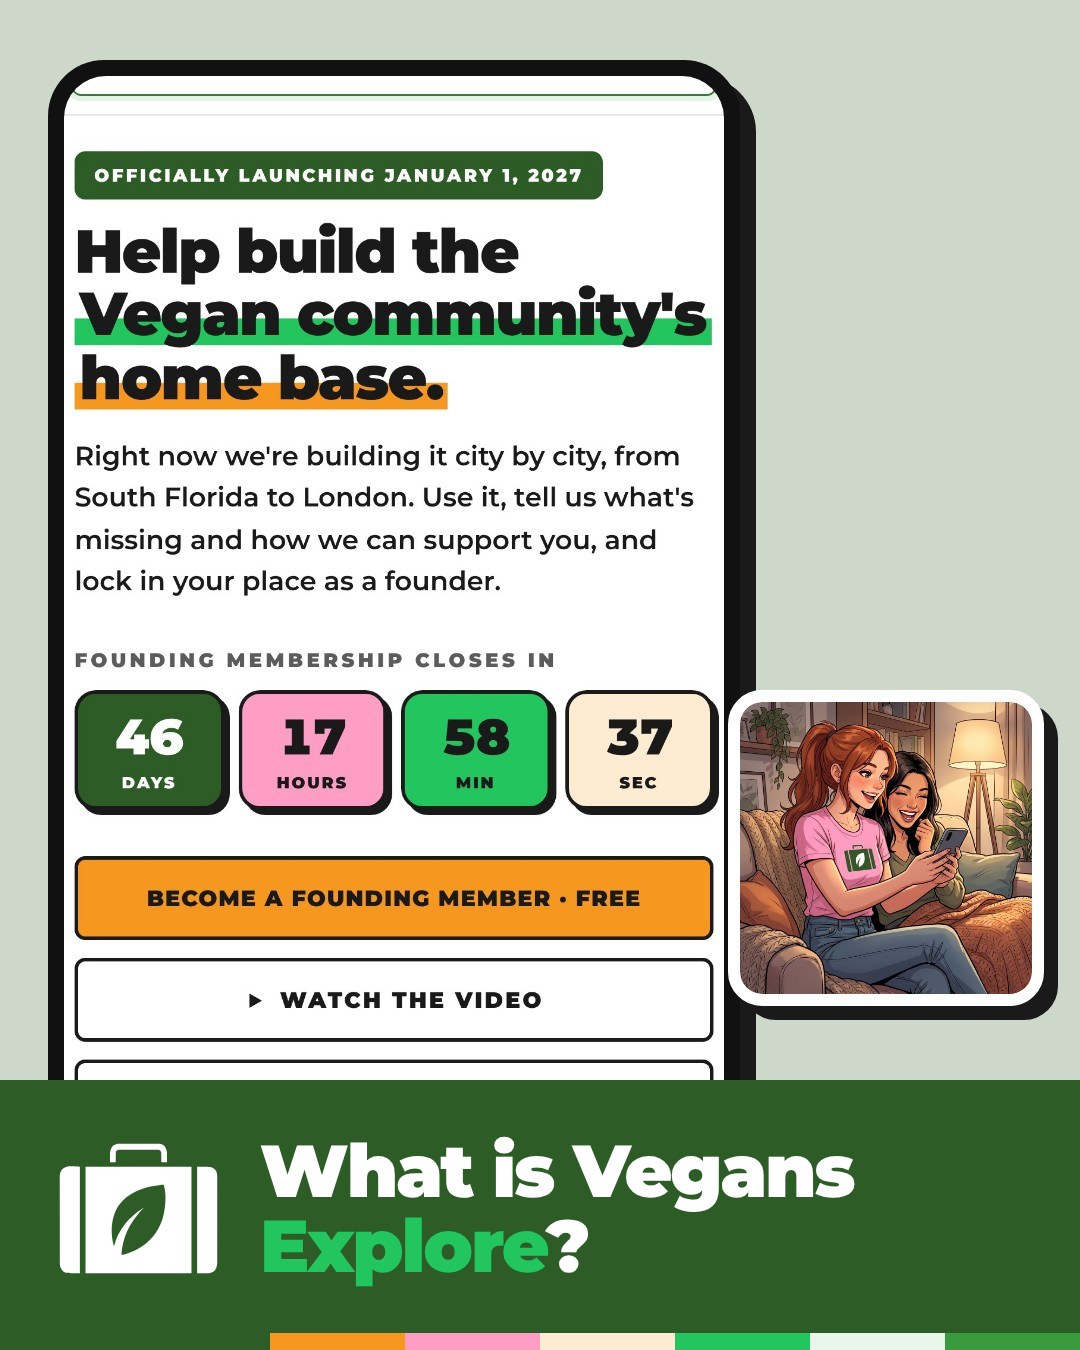 OFFICIALLY LAUNCHING JANUARY 1, 2027
Help build the
Vegan community's
home base.
Right now we're building it city by city, from
South Florida to London. Use it, tell us what's
missing and how we can support you, and
lock in your place as a founder.
FOUNDING MEMBERSHIP CLOSES IN
46 17 58 37
DAYS HOURS MIN SEC
BECOME A FOUNDING MEMBER · FREE
WATCH THE VIDEO
What is Vegans
Explore?